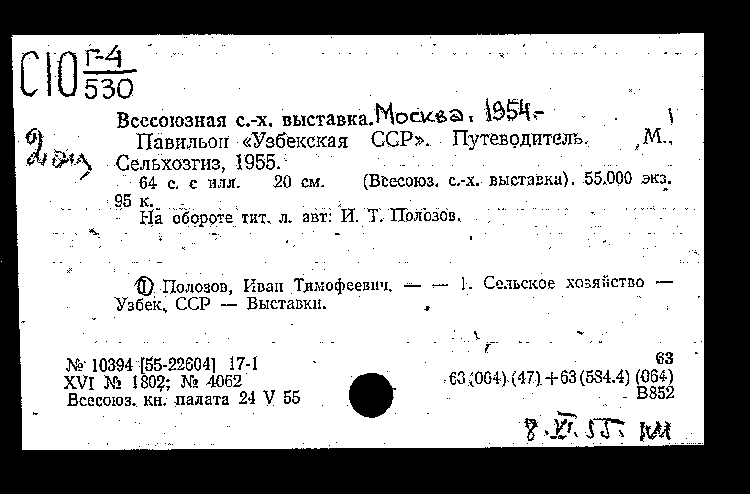 С10 Г-4/530
Всесоюзная с.-х. выставка. Москва. 1954.-
2 экз
Павильон «Узбекская ССР». Путеводитель. М.,
Сельхозгиз, 1955.
64 с. с илл. 20 см. (Всесоюз. с.-х. выставка). 55.000 экз.
95 к.
На обороте тит. л. авт: И. Т. Полозов.
I Полозов, Иван Тимофеевич. — — 1. Сельское хозяйство —
Узбек. ССР — Выставки.
№ 10394 [55-22604] 17-1 63
XVI № 1802; № 4062 63(064)(47)+63(584.4)(064)
Всесоюз. кн. палата 24 V 55 В852
8.XI.55.